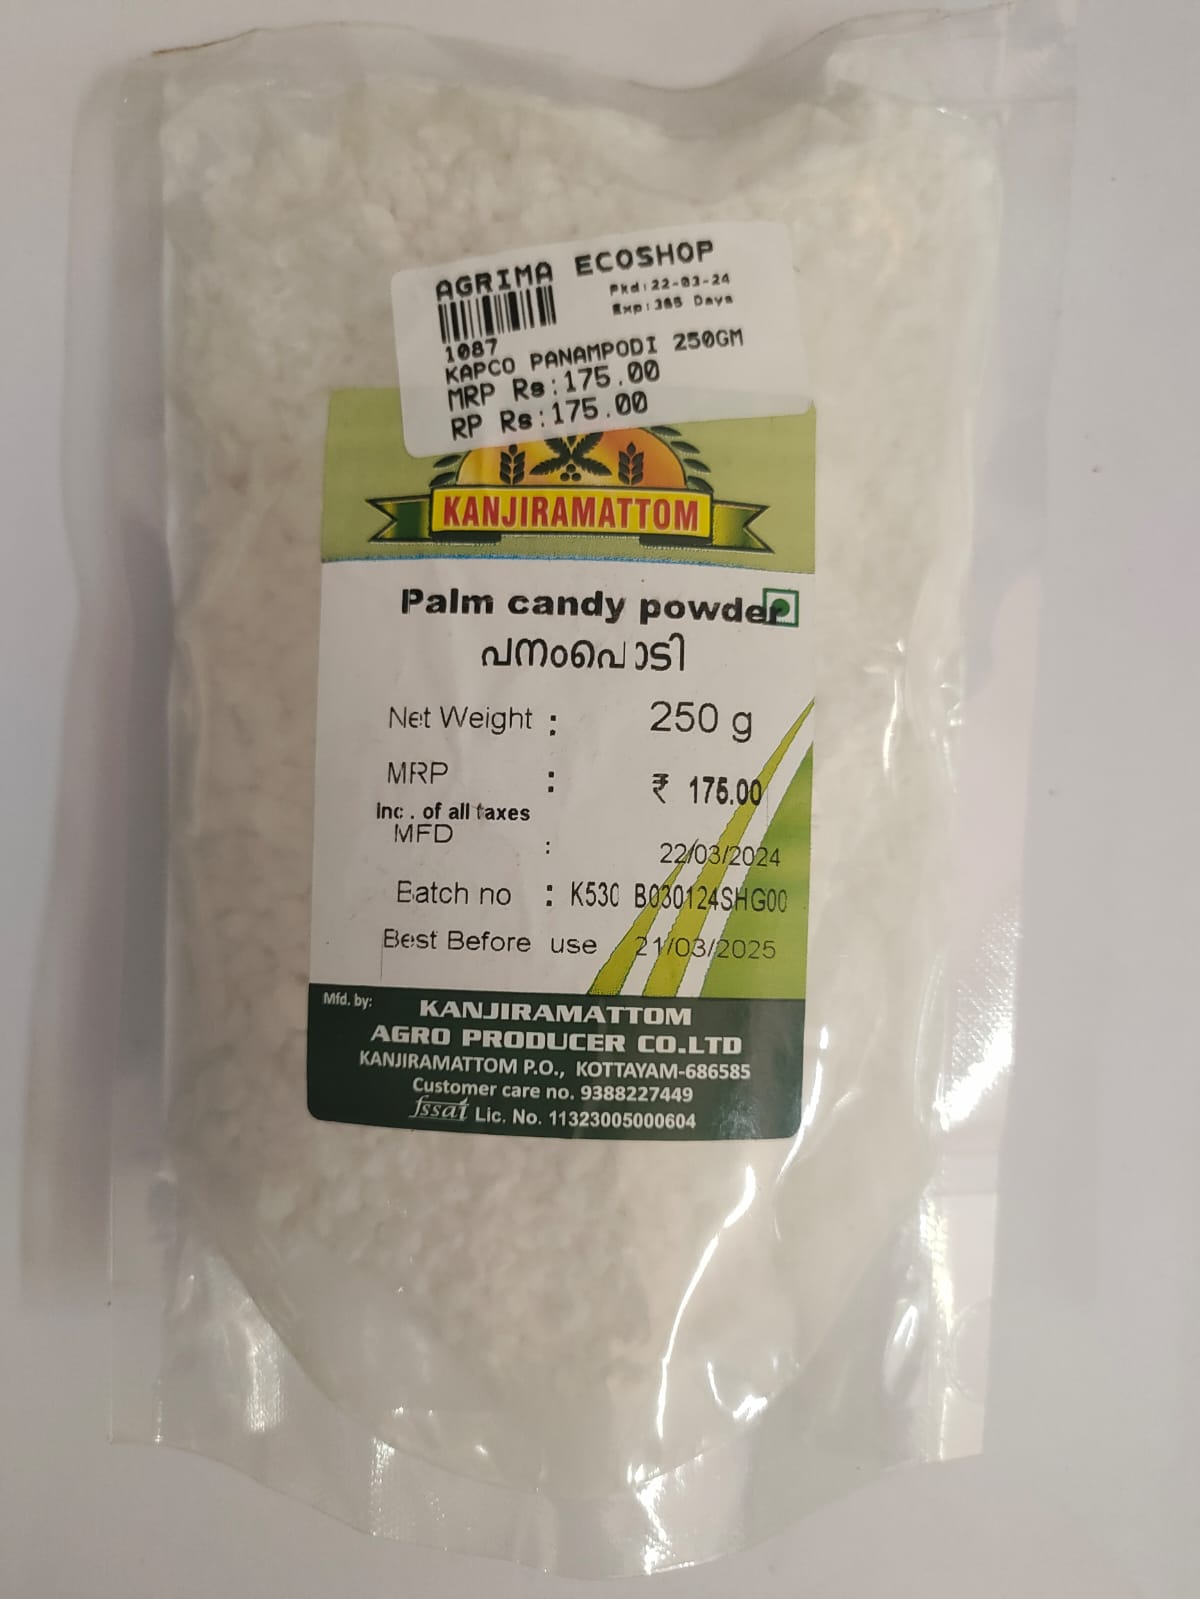 AGRIMA ECOSHOP
Pkd:22-03-24
Exp:365 Days
1087
KAPCO PANAMPODI 250GM
MRP Rs:175.00
RP Rs:175.00
KANJIRAMATTOM
Palm candy powder
പനംപൊടി
Net Weight : 250 g
MRP : ₹ 175.00
inc . of all taxes
MFD : 22/03/2024
Batch no : K530 B030124SHG00
Best Before use 21/03/2025
Mfd. by: KANJIRAMATTOM
AGRO PRODUCER CO.LTD
KANJIRAMATTOM P.O., KOTTAYAM-686585
Customer care no. 9388227449
fssai Lic. No. 11323005000604